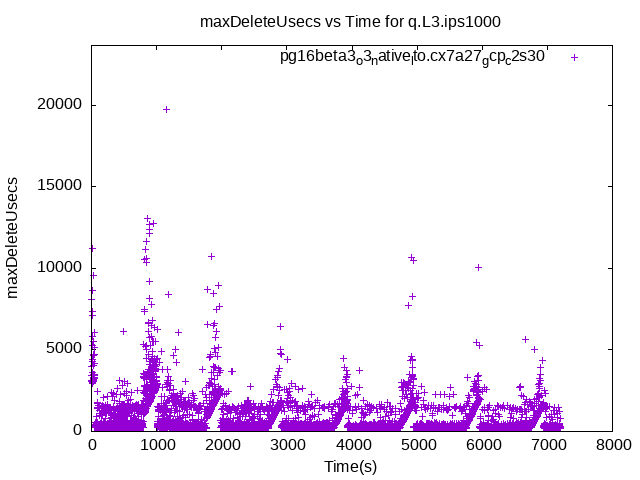 maxDeleteUsecs vs Time for q.L3.ips1000
pg16beta3o3native_lto.cx7a27gcpc2s30
maxDeleteUsecs
20000
15000
10000
5000
0
0 1000 2000 3000 4000 5000 6000 7000 8000
Time(s)